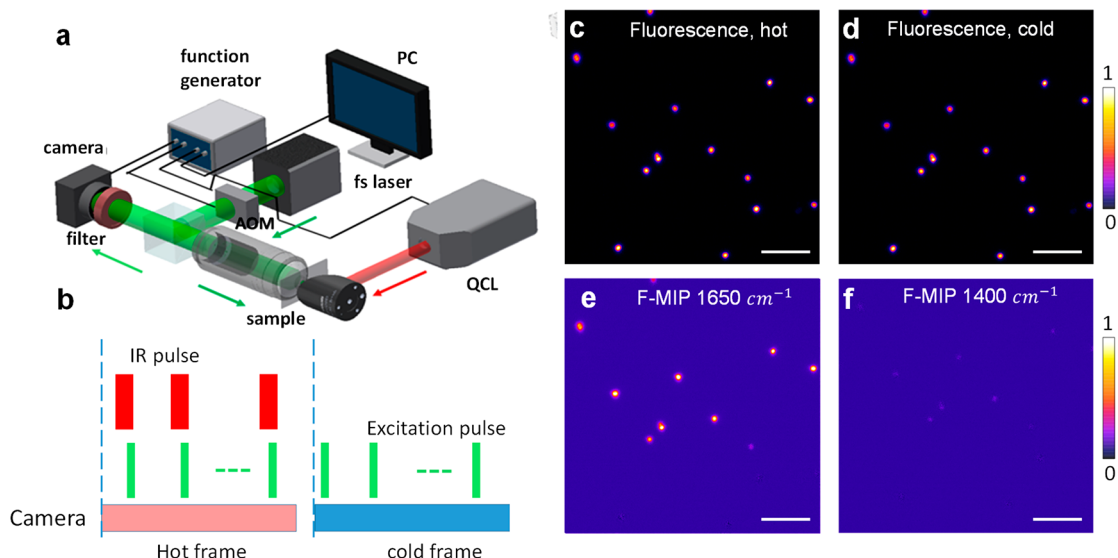 a
function
generator
PC
camera
fs laser
AOM
filter
QCL
sample
b
IR pulse
Excitation pulse
Camera
Hot frame
cold frame
c
Fluorescence, hot
d
Fluorescence, cold
1
0
e
F-MIP 1650 cm⁻¹
f
F-MIP 1400 cm⁻¹
1
0